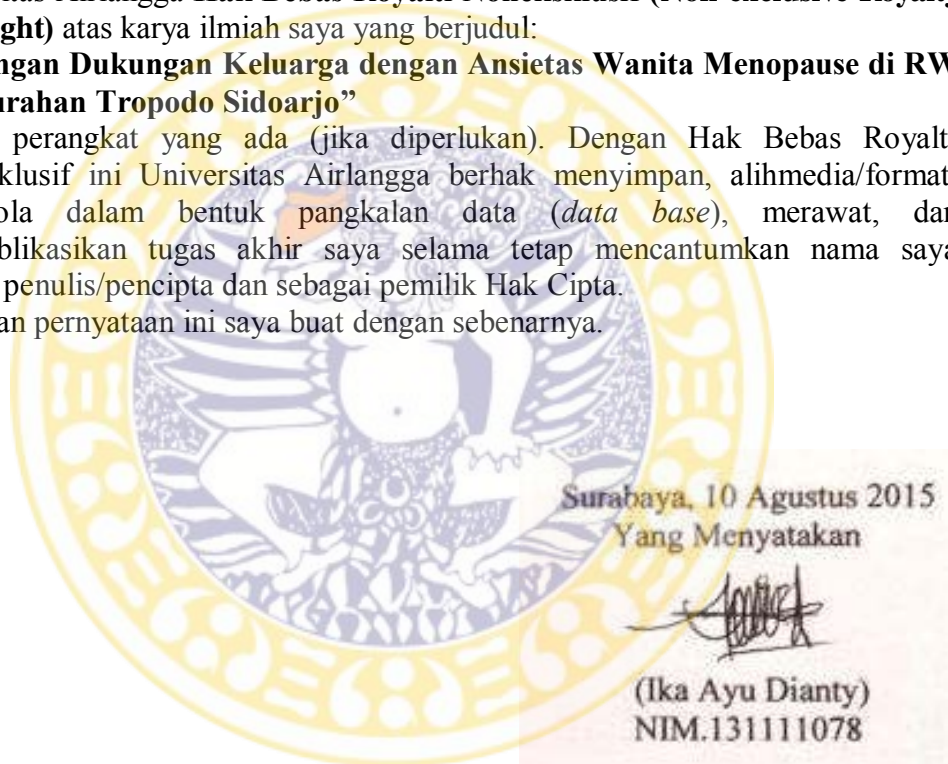 ight) atas karya ilmiah saya yang berjudul:
ngan Dukungan Keluarga dengan Ansietas Wanita Menopause di RW
urahan Tropodo Sidoarjo”
perangkat yang ada (jika diperlukan). Dengan Hak Bebas Royalt
klusif ini Universitas Airlangga berhak menyimpan, alihmedia/format
ola dalam bentuk pangkalan data (data base), merawat, dan
blikasikan tugas akhir saya selama tetap mencantumkan nama saya
penulis/pencipta dan sebagai pemilik Hak Cipta.
an pernyataan ini saya buat dengan sebenarnya.
Surabaya, 10 Agustus 2015
Yang Menyatakan
(Ika Ayu Dianty)
NIM.131111078